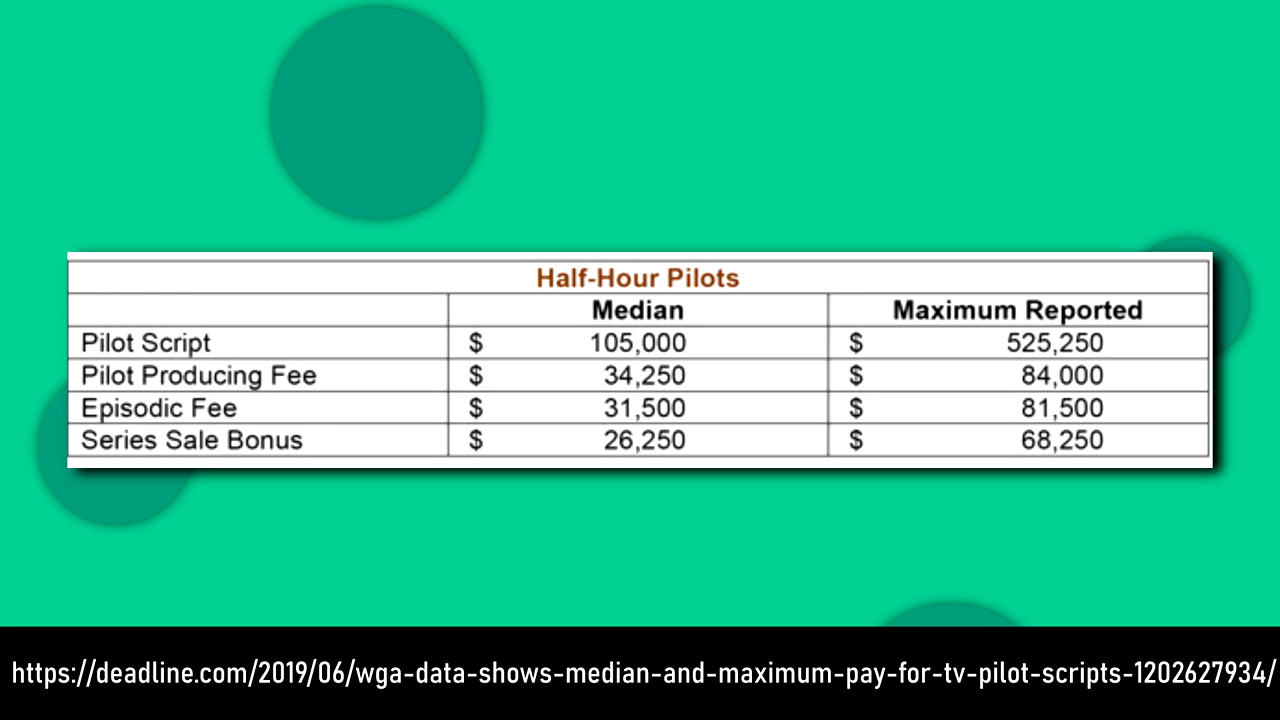 Half-Hour Pilots
Median Maximum Reported
Pilot Script $ 105,000 $ 525,250
Pilot Producing Fee $ 34,250 $ 84,000
Episodic Fee $ 31,500 $ 81,500
Series Sale Bonus $ 26,250 $ 68,250
https://deadline.com/2019/06/wga-data-shows-median-and-maximum-pay-for-tv-pilot-scripts-1202627934/